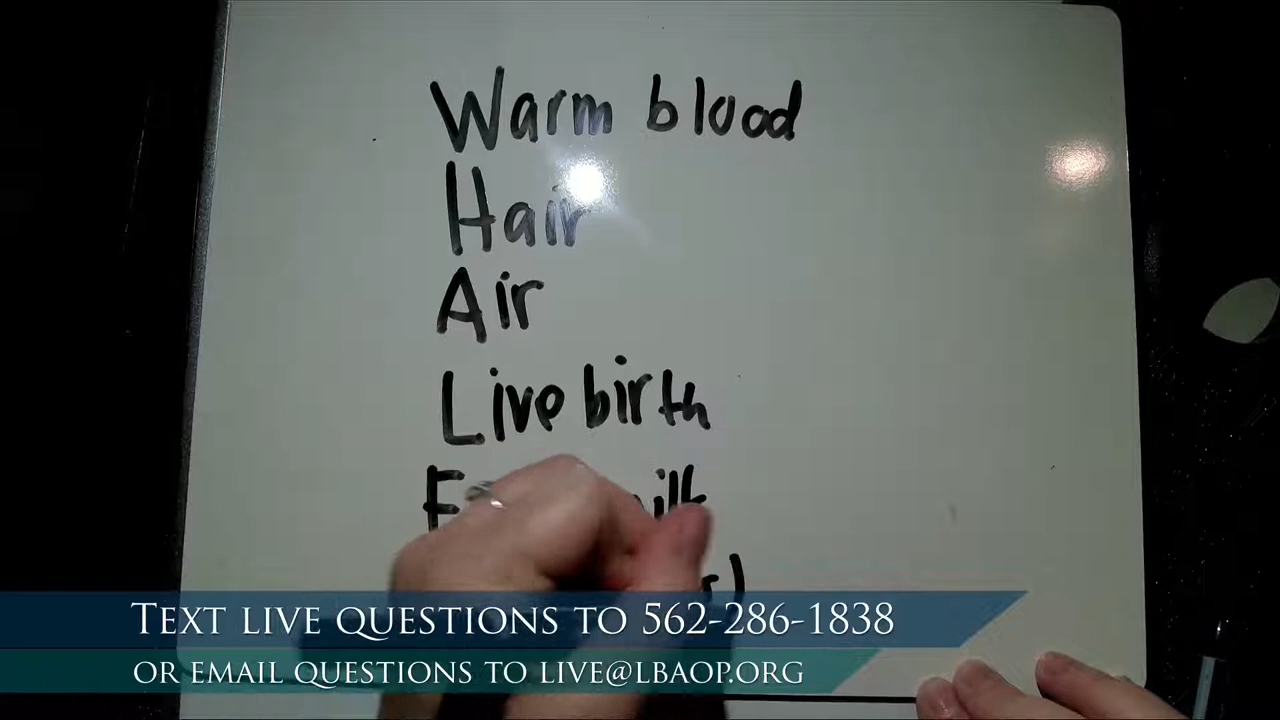 Warm blood
Hair
Air
Live birth
TEXT LIVE QUESTIONS TO 562-286-1838
OR EMAIL QUESTIONS TO LIVE@LBAOP.ORG